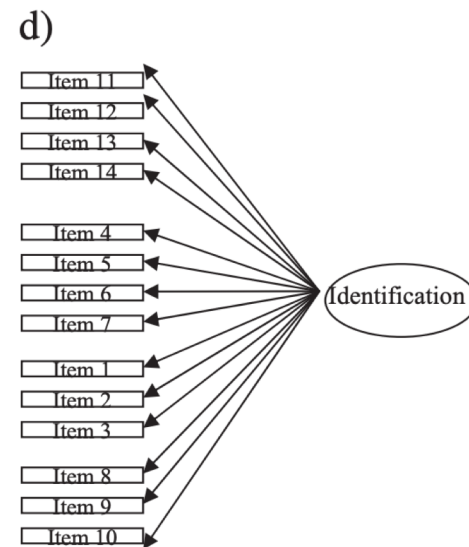 d)
Item 11
Item 12
Item 13
Item 14
Item 4
Item 5
Item 6
Item 7
Identification
Item 1
Item 2
Item 3
Item 8
Item 9
Item 10